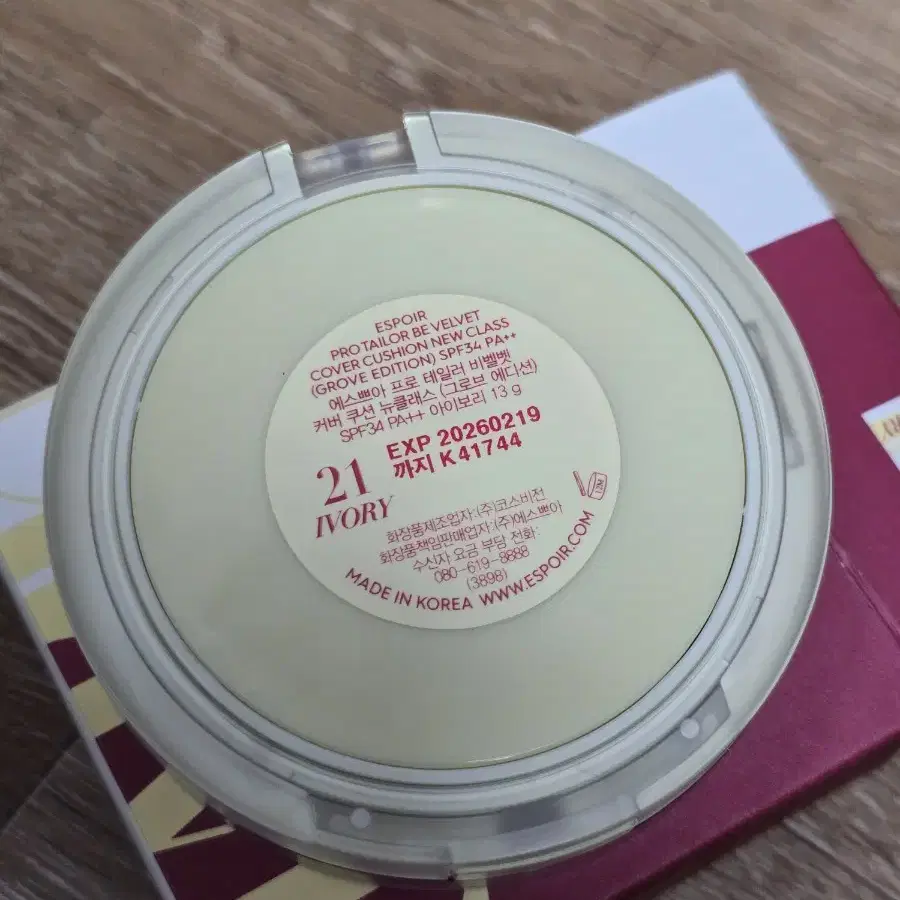 ESPOIR
PRO TAILOR BE VELVET
COVER CUSHION NEW CLASS
(GROVE EDITION) SPF34 PA++
에스쁘아 프로 테일러 비벨벳
커버 쿠션 뉴클래스 (그로브 에디션)
SPF34 PA++ 아이보리 13 g
EXP 20260219
까지 K41744
21
IVORY
12M
화장품제조업자:(주)코스비전
화장품책임판매업자:(주)에스쁘아
수신자 요금 부담 전화:
080-619-8888
(3898)
MADE IN KOREA WWW.ESPOIR.COM